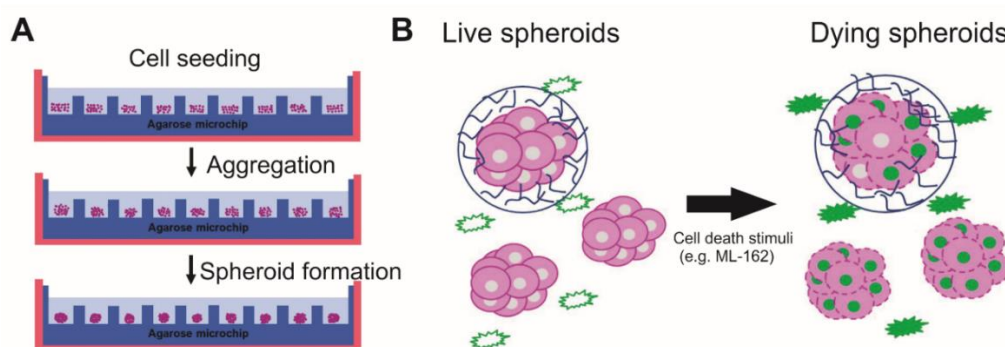 A
Cell seeding
Agarose microchip
Aggregation
Agarose microchip
Spheroid formation
Agarose microchip
B
Live spheroids
Dying spheroids
Cell death stimuli
(e.g. ML-162)